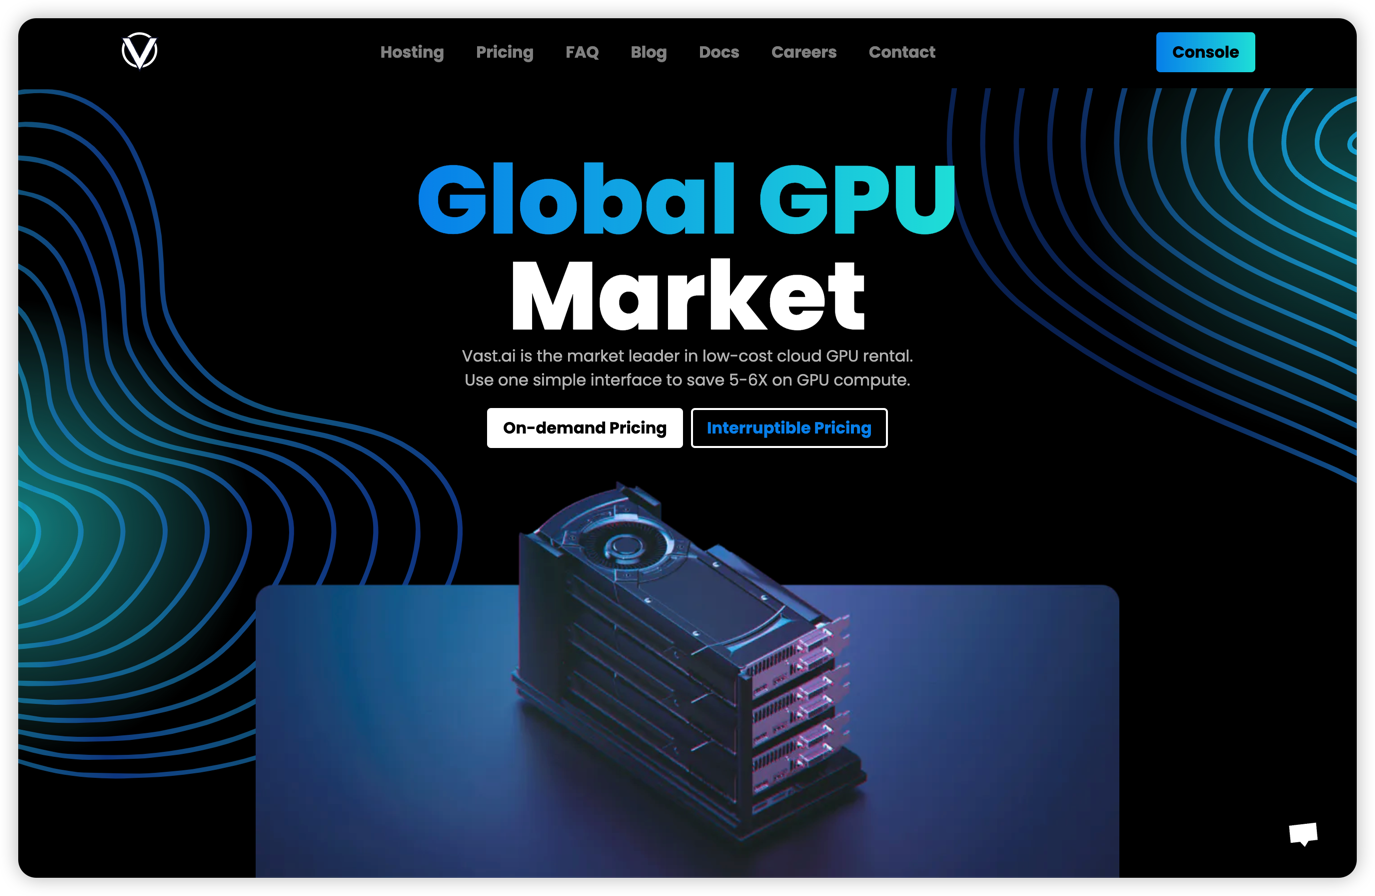 Hosting Pricing FAQ Blog Docs Careers Contact Console
Global GPU
Market
Vast.ai is the market leader in low-cost cloud GPU rental.
Use one simple interface to save 5-6X on GPU compute.
On-demand Pricing Interruptible Pricing